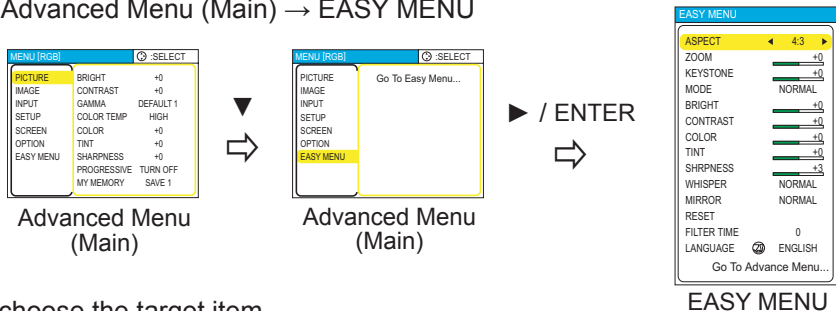 Advanced Menu (Main) → EASY MENU
MENU [RGB] :SELECT
PICTURE BRIGHT +0
IMAGE CONTRAST +0
INPUT GAMMA DEFAULT 1
SETUP COLOR TEMP HIGH
SCREEN COLOR +0
OPTION TINT +0
EASY MENU SHARPNESS +0
PROGRESSIVE TURN OFF
MY MEMORY SAVE 1
Advanced Menu
(Main)
▼
MENU [RGB] :SELECT
PICTURE Go To Easy Menu...
IMAGE
INPUT
SETUP
SCREEN
OPTION
EASY MENU
Advanced Menu
(Main)
► / ENTER
EASY MENU
ASPECT ◄ 4:3 ►
ZOOM +0
KEYSTONE +0
MODE NORMAL
BRIGHT +0
CONTRAST +0
COLOR +0
TINT +0
SHRPNESS +3
WHISPER NORMAL
MIRROR NORMAL
RESET
FILTER TIME 0
LANGUAGE ENGLISH
Go To Advance Menu...
EASY MENU
choose the target item